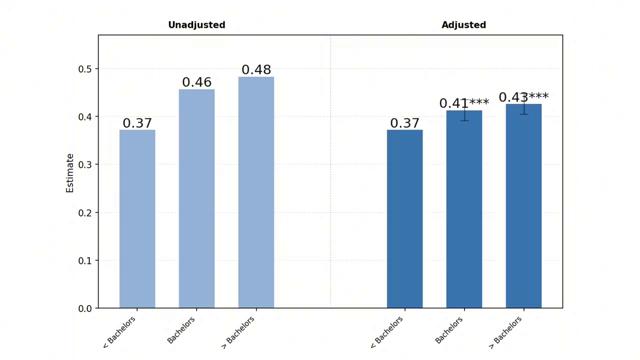 Unadjusted
Adjusted
Estimate
0.5
0.4
0.3
0.2
0.1
0.0
0.37
0.46
0.48
0.37
0.41***
0.43***
< Bachelors
Bachelors
> Bachelors
< Bachelors
Bachelors
> Bachelors